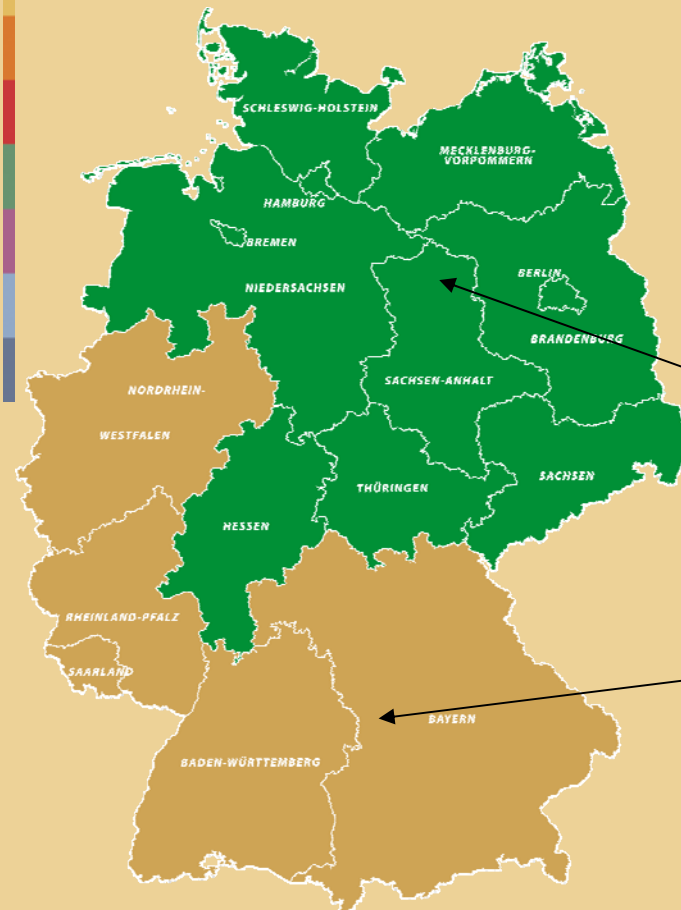 SCHLESWIG-HOLSTEIN
MECKLENBURG-
VORPOMMERN
HAMBURG
BREMEN
BERLIN
NIEDERSACHSEN
BRANDENBURG
SACHSEN-ANHALT
NORDRHEIN-
WESTFALEN
SACHSEN
THÜRINGEN
HESSEN
RHEINLAND-PFALZ
SAARLAND
BAYERN
BADEN-WÜRTTEMBERG